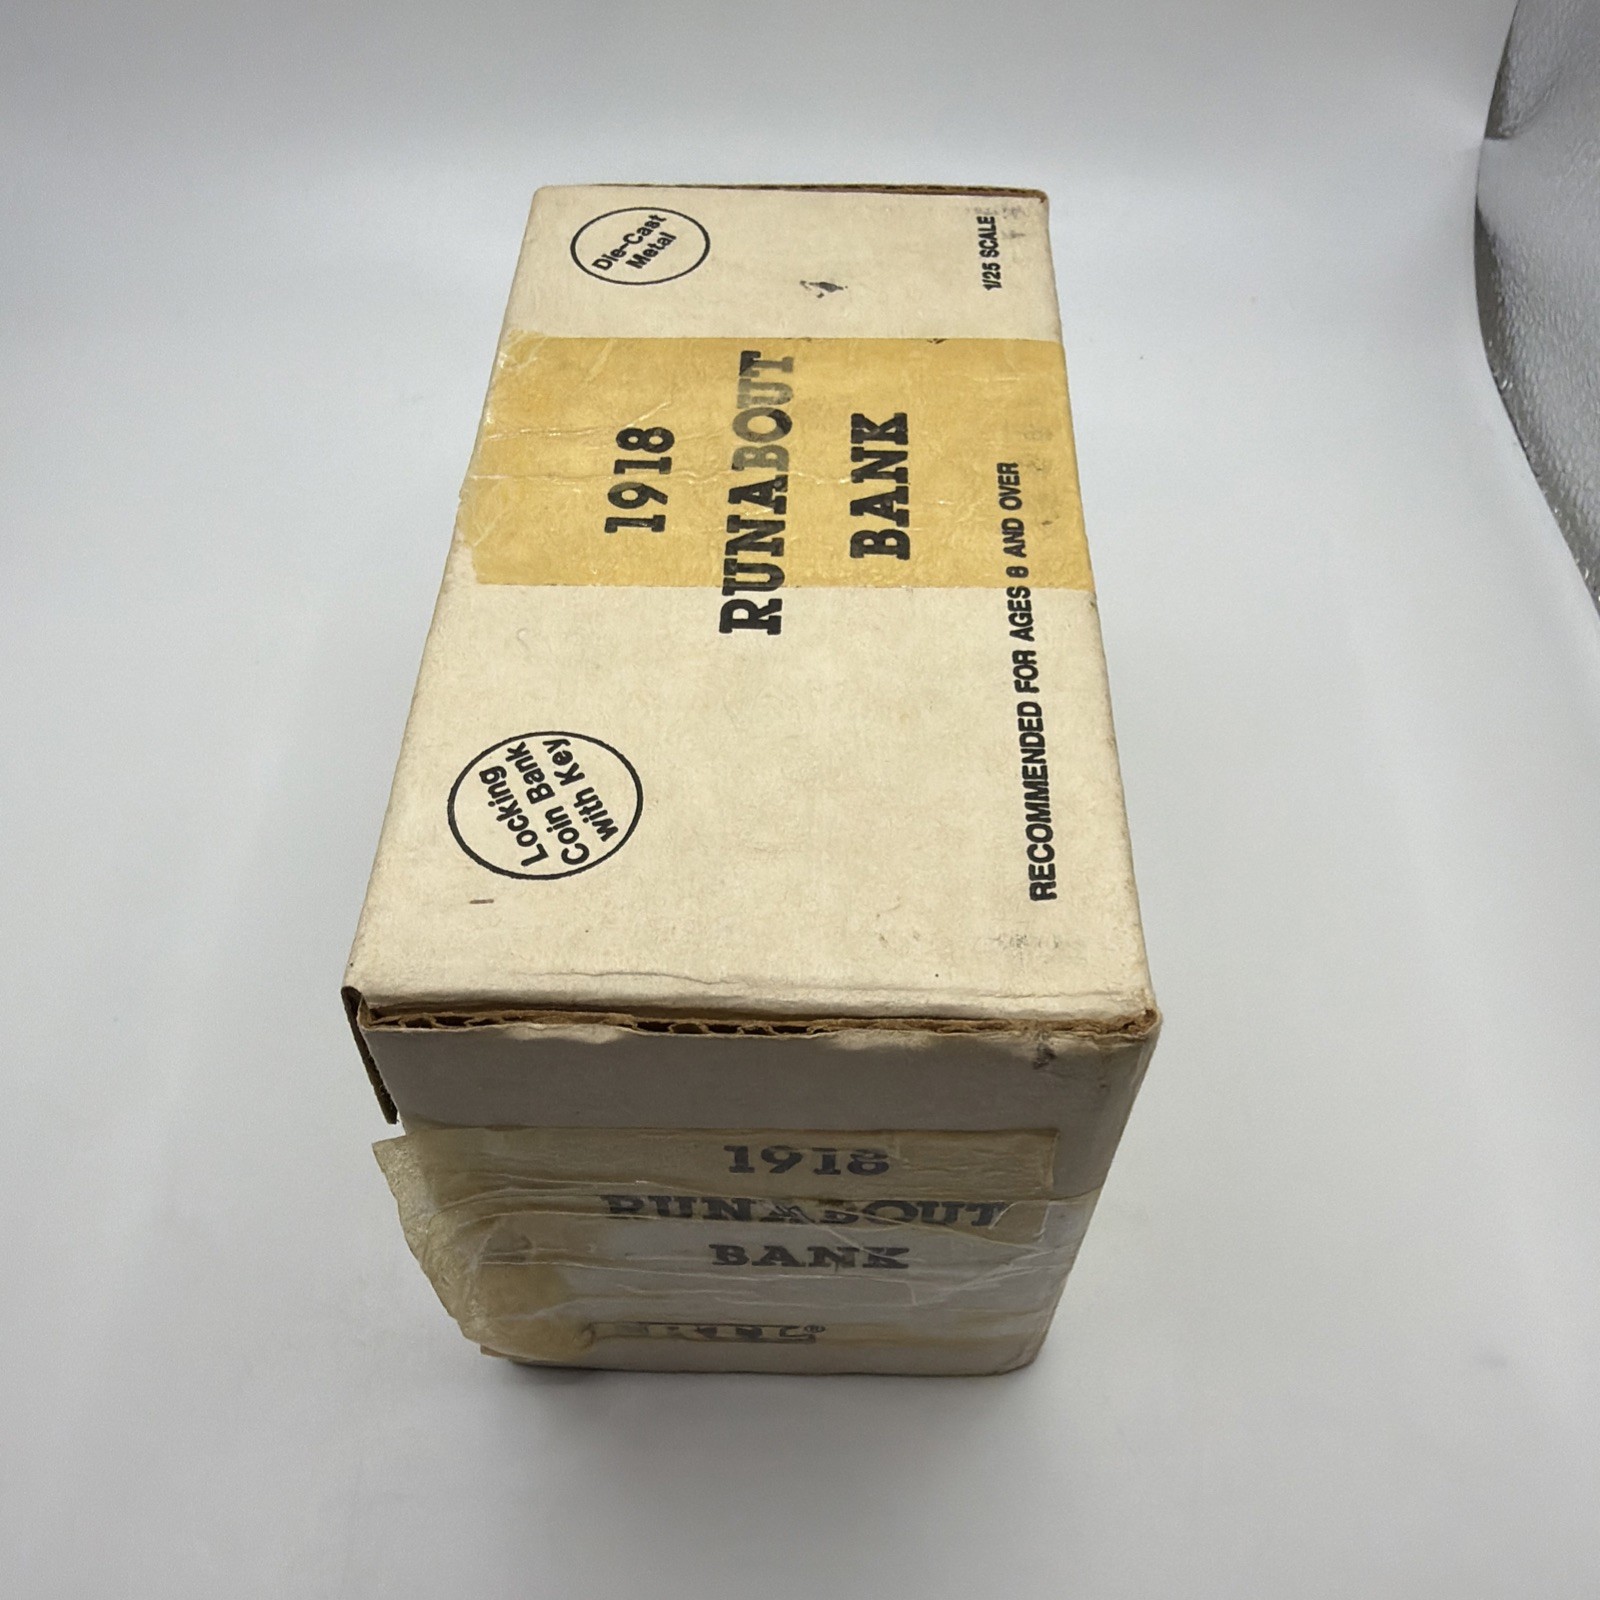 Die-Cast
Metal
1/25 SCALE
1918
RUNABOUT
BANK
Locking
Coin Bank
with Key
RECOMMENDED FOR AGES 8 AND OVER
1918
RUNABOUT
BANK
®